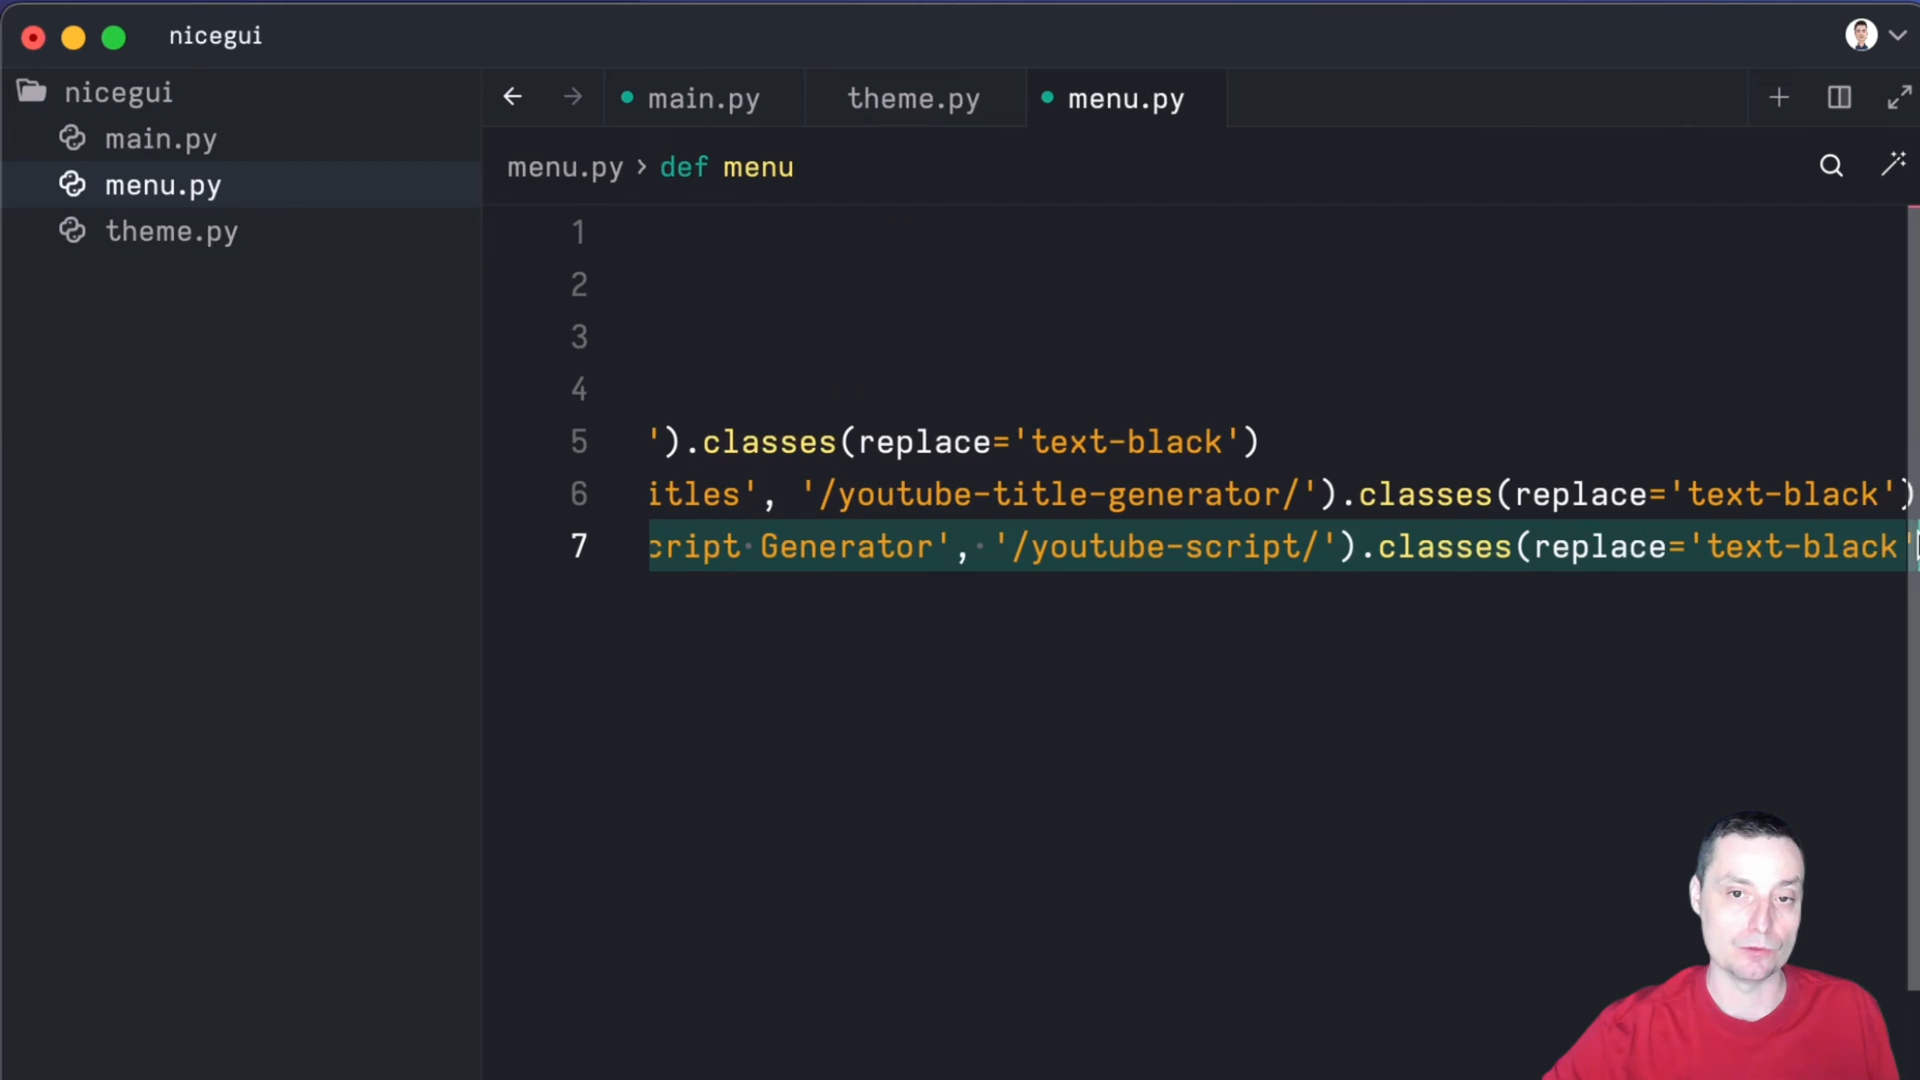 nicegui
nicegui
main.py
menu.py
theme.py
main.py
theme.py
menu.py
menu.py › def menu
1
2
3
4
5 ').classes(replace='text-black')
6 itles', '/youtube-title-generator/').classes(replace='text-black')
7 cript Generator', '/youtube-script/').classes(replace='text-black'